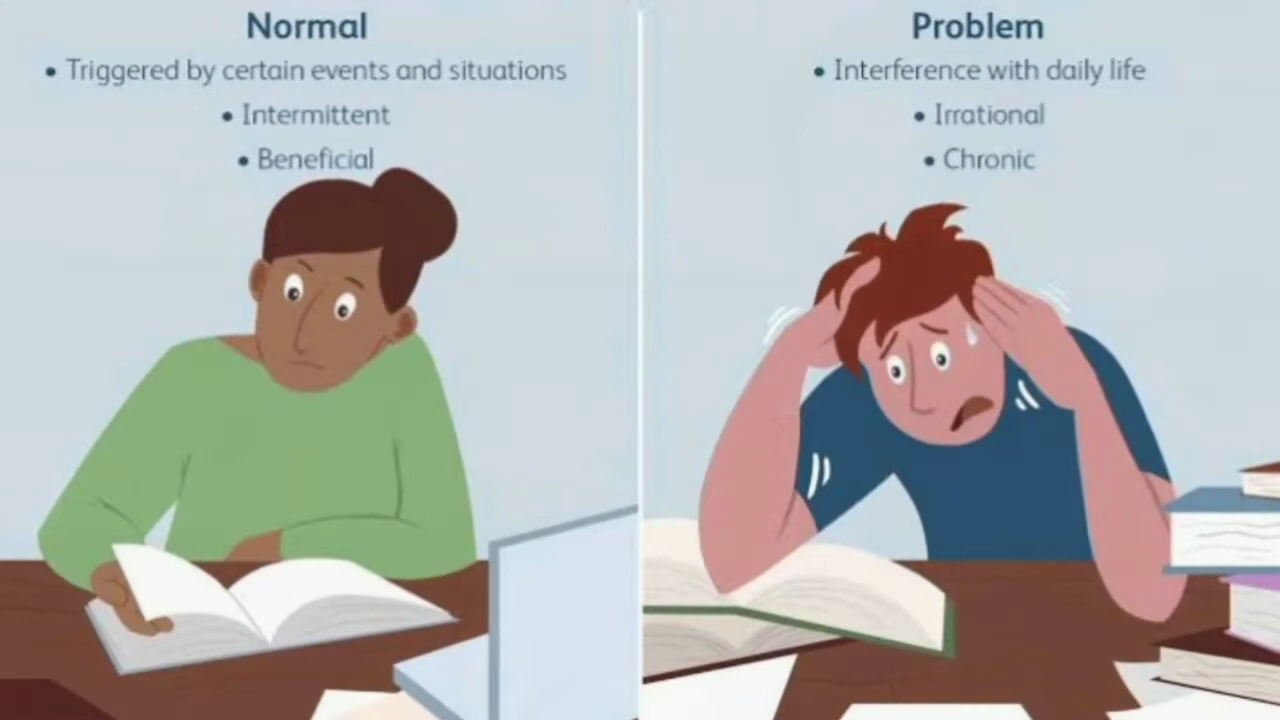 Normal
• Triggered by certain events and situations
• Intermittent
• Beneficial
Problem
• Interference with daily life
• Irrational
• Chronic